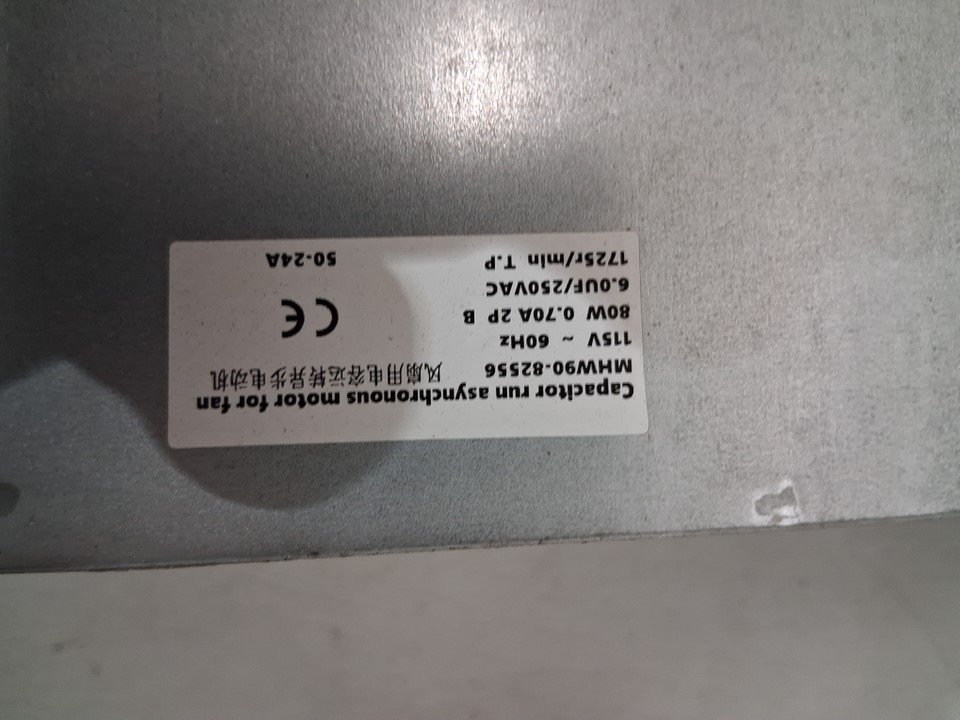 Capacitor run asynchronous motor for fan
MHW90-82556 风扇用电容运转异步电动机
115V ~ 60Hz
80W 0.70A 2P B
6.0UF/250VAC
CE
1725r/min T.P 50-24A